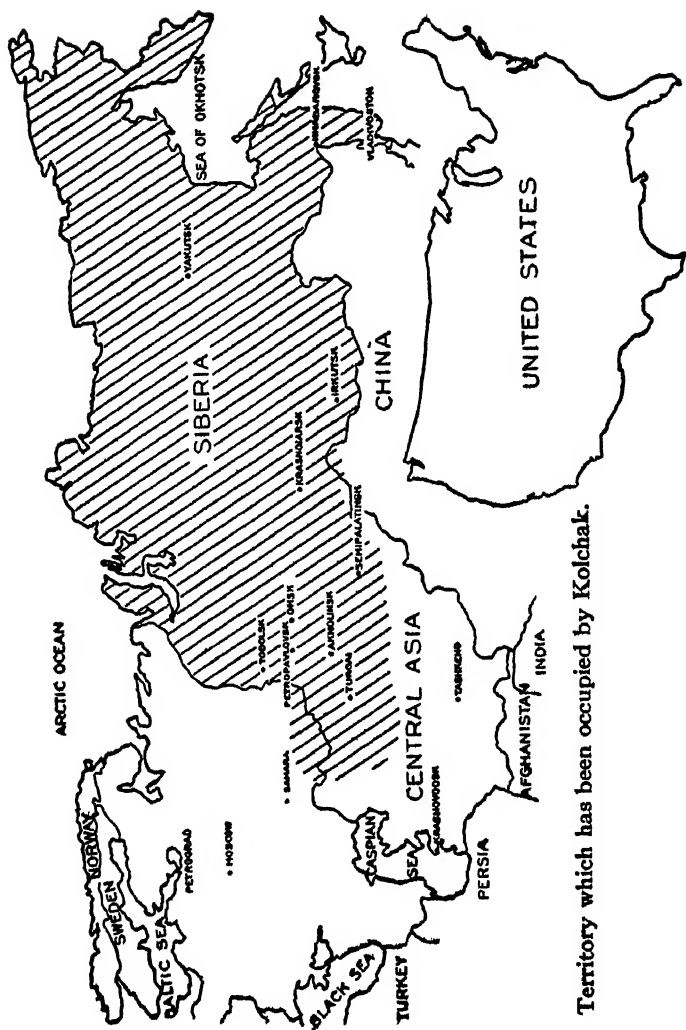 ARCTIC OCEAN
NORWAY
SWEDEN
BALTIC SEA
PETROGRAD
MOSCOW
SAMARA
TOBOLSK
PETROPAVLOVSK
OMSK
TURGAI
SEMIPALATINSK
KRASNOIARSK
IRKUTSK
YAKUTSK
SIBERIA
SEA OF OKHOTSK
VLADIVOSTOK
CHINA
CENTRAL ASIA
TASHKEND
CASPIAN
SEA
KRASNOVODSK
BLACK SEA
TURKEY
PERSIA
AFGHANISTAN
INDIA
UNITED STATES
Territory which has been occupied by Kolchak.